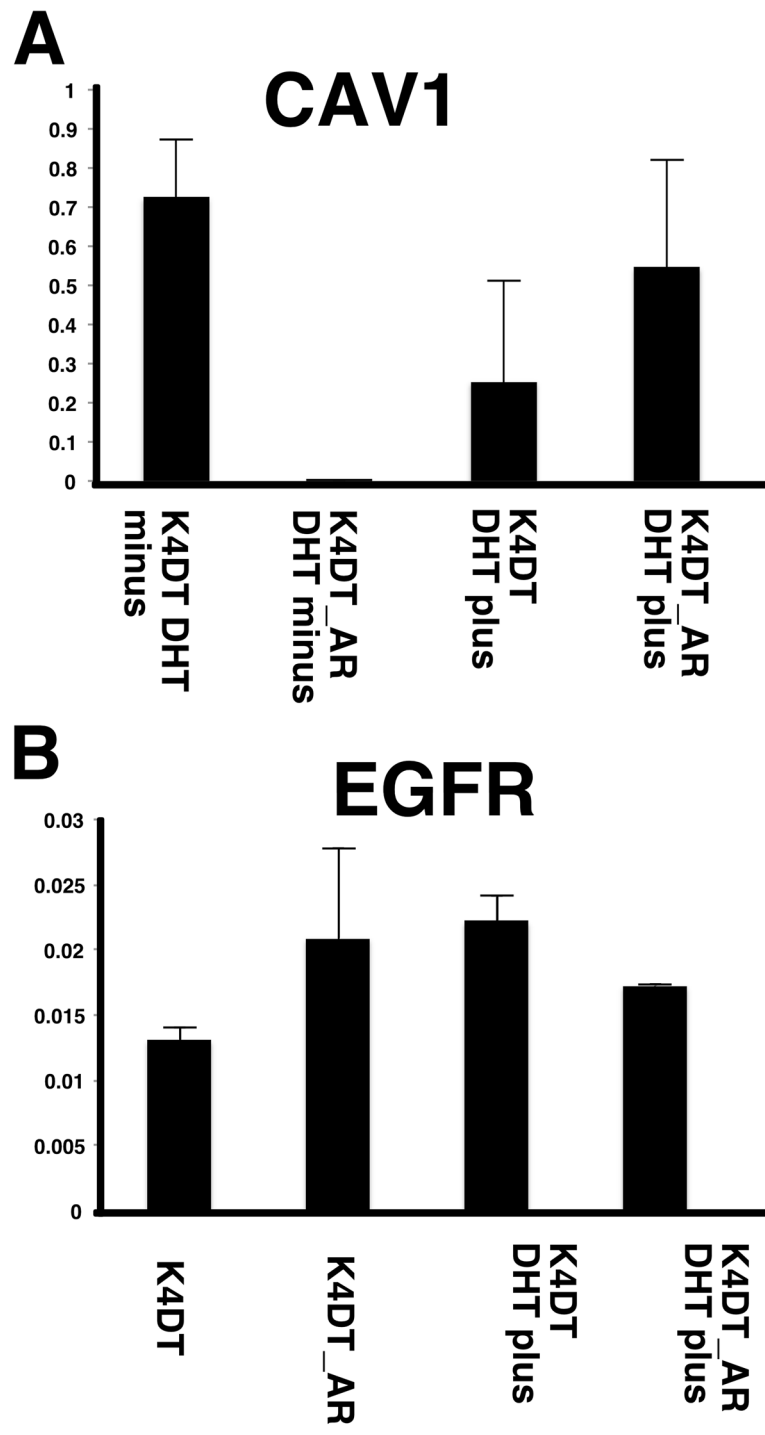 A
CAV1
1
0.9
0.8
0.7
0.6
0.5
0.4
0.3
0.2
0.1
0
K4DT DHT
minus
K4DT_AR
DHT minus
K4DT
DHT plus
K4DT_AR
DHT plus
B
EGFR
0.03
0.025
0.02
0.015
0.01
0.005
0
K4DT
K4DT_AR
K4DT
DHT plus
K4DT_AR
DHT plus